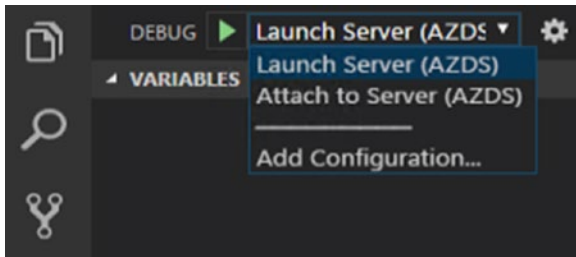 DEBUG Launch Server (AZDS
Launch Server (AZDS)
VARIABLES
Attach to Server (AZDS)
Add Configuration...